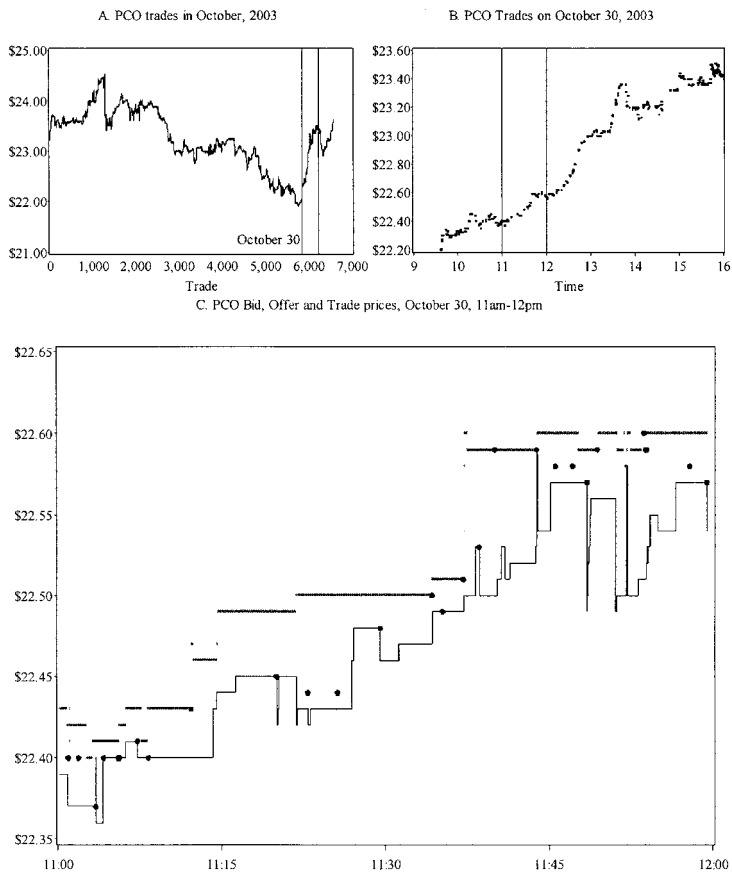 A. PCO trades in October, 2003
$25.00
$24.00
$23.00
$22.00
$21.00
October 30
0 1,000 2,000 3,000 4,000 5,000 6,000 7,000
Trade
B. PCO Trades on October 30, 2003
$23.60
$23.40
$23.20
$23.00
$22.80
$22.60
$22.40
$22.20
9 10 11 12 13 14 15 16
Time
C. PCO Bid, Offer and Trade prices, October 30, 11am-12pm
$22.65
$22.60
$22.55
$22.50
$22.45
$22.40
$22.35
11:00 11:15 11:30 11:45 12:00